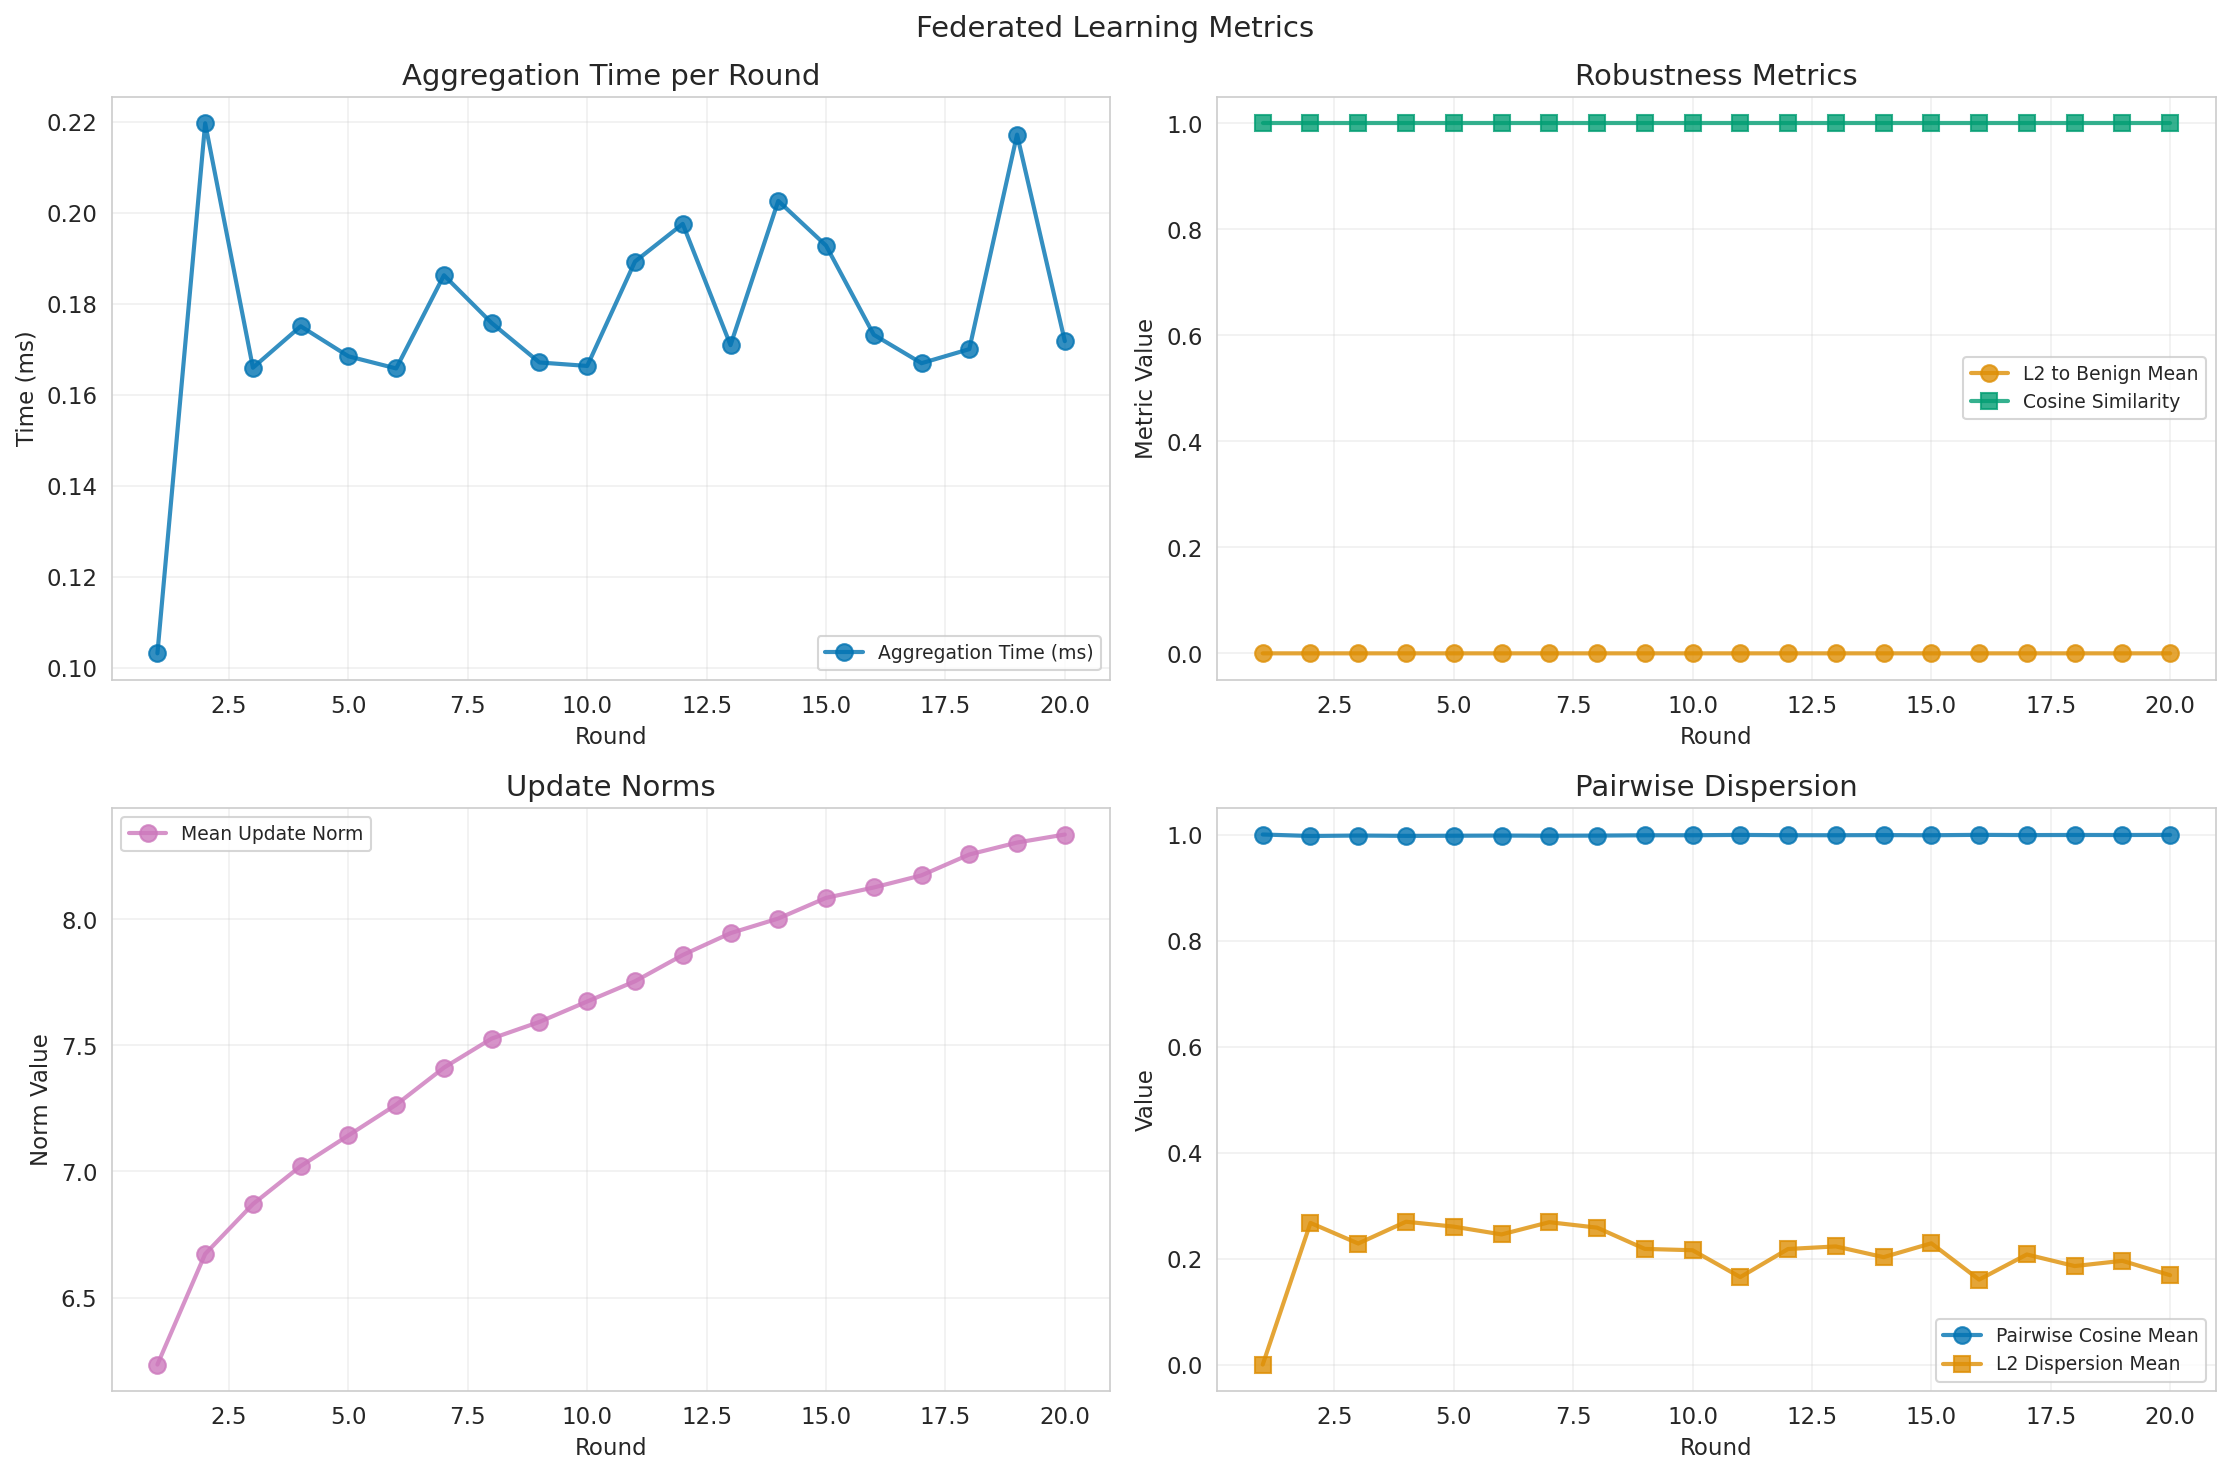 Federated Learning Metrics
Aggregation Time per Round
Time (ms)
0.22
0.20
0.18
0.16
0.14
0.12
0.10
Aggregation Time (ms)
2.5 5.0 7.5 10.0 12.5 15.0 17.5 20.0
Round
Robustness Metrics
Metric Value
1.0
0.8
0.6
0.4
0.2
0.0
L2 to Benign Mean
Cosine Similarity
2.5 5.0 7.5 10.0 12.5 15.0 17.5 20.0
Round
Update Norms
Norm Value
Mean Update Norm
8.0
7.5
7.0
6.5
2.5 5.0 7.5 10.0 12.5 15.0 17.5 20.0
Round
Pairwise Dispersion
Value
1.0
0.8
0.6
0.4
0.2
0.0
Pairwise Cosine Mean
L2 Dispersion Mean
2.5 5.0 7.5 10.0 12.5 15.0 17.5 20.0
Round